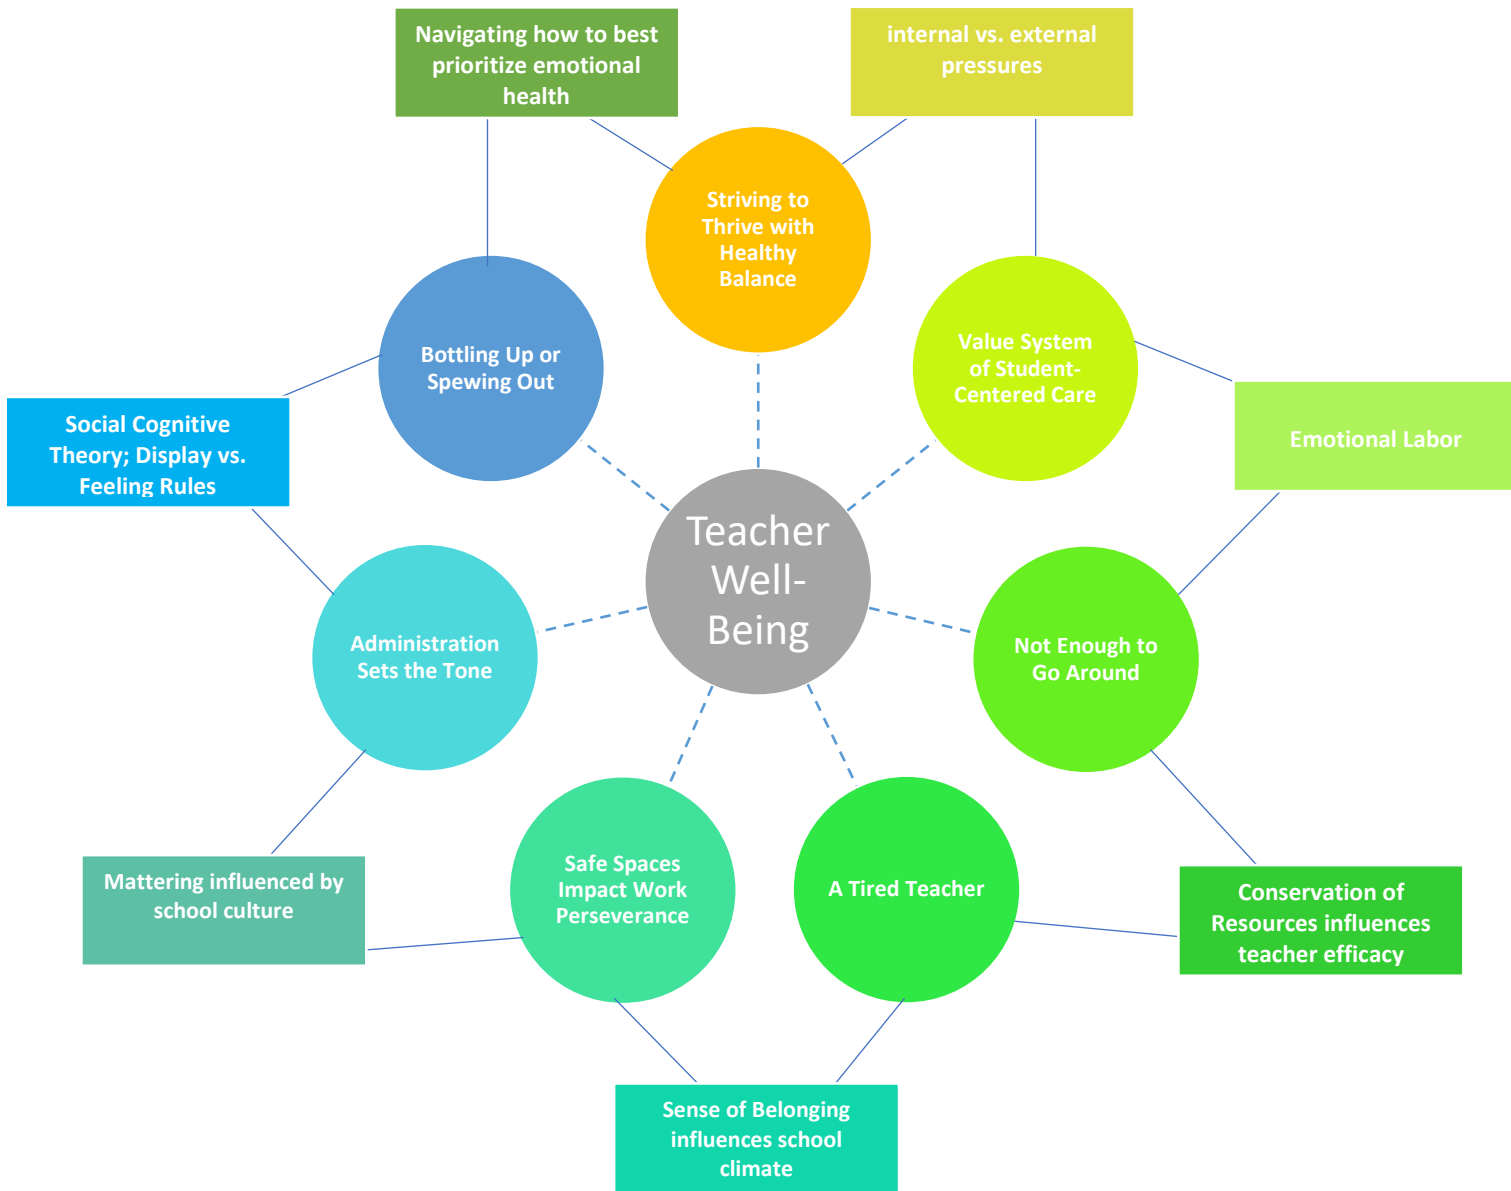 Navigating how to best
prioritize emotional
health
internal vs. external
pressures
Striving to
Thrive with
Healthy
Balance
Bottling Up or
Spewing Out
Value System
of Student-
Centered Care
Social Cognitive
Theory; Display vs.
Feeling Rules
Emotional Labor
Teacher
Well-
Being
Administration
Sets the Tone
Not Enough to
Go Around
Mattering influenced by
school culture
Safe Spaces
Impact Work
Perseverance
A Tired Teacher
Conservation of
Resources influences
teacher efficacy
Sense of Belonging
influences school
climate